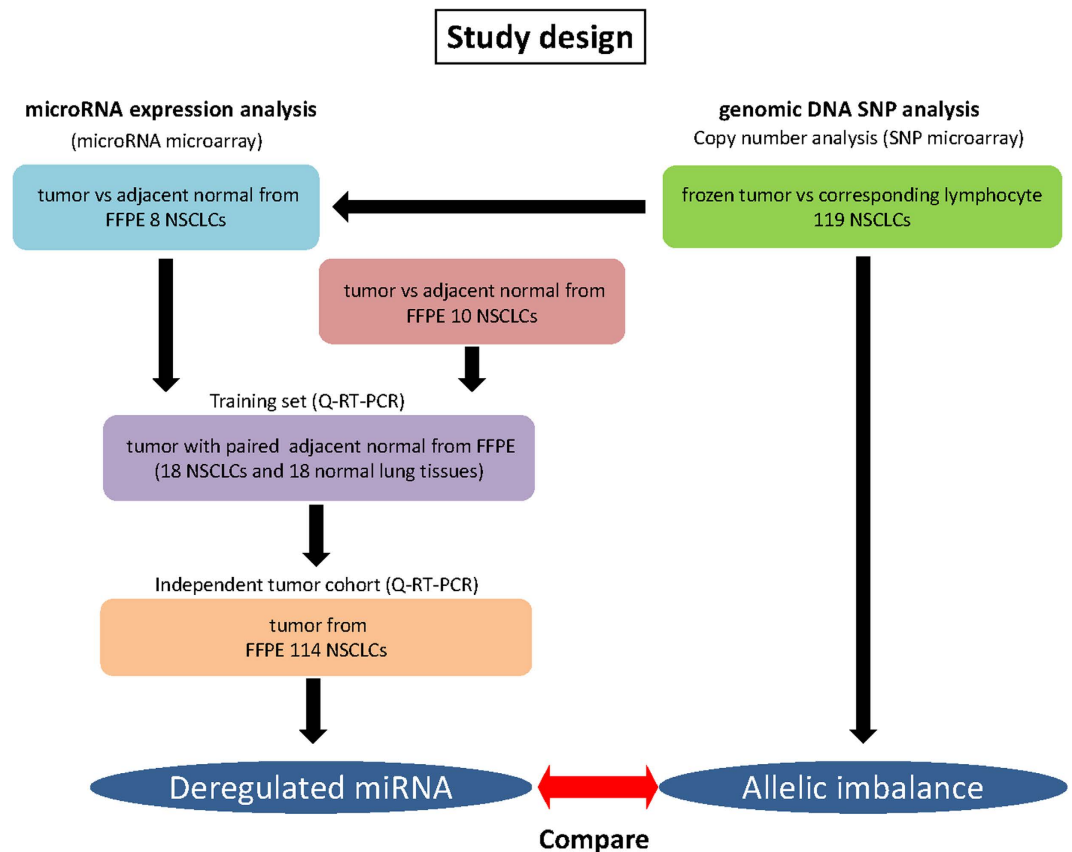 Study design
microRNA expression analysis
(microRNA microarray)
genomic DNA SNP analysis
Copy number analysis (SNP microarray)
tumor vs adjacent normal from
FFPE 8 NSCLCs
frozen tumor vs corresponding lymphocyte
119 NSCLCs
tumor vs adjacent normal from
FFPE 10 NSCLCs
Training set (Q-RT-PCR)
tumor with paired adjacent normal from FFPE
(18 NSCLCs and 18 normal lung tissues)
Independent tumor cohort (Q-RT-PCR)
tumor from
FFPE 114 NSCLCs
Deregulated miRNA
Allelic imbalance
Compare